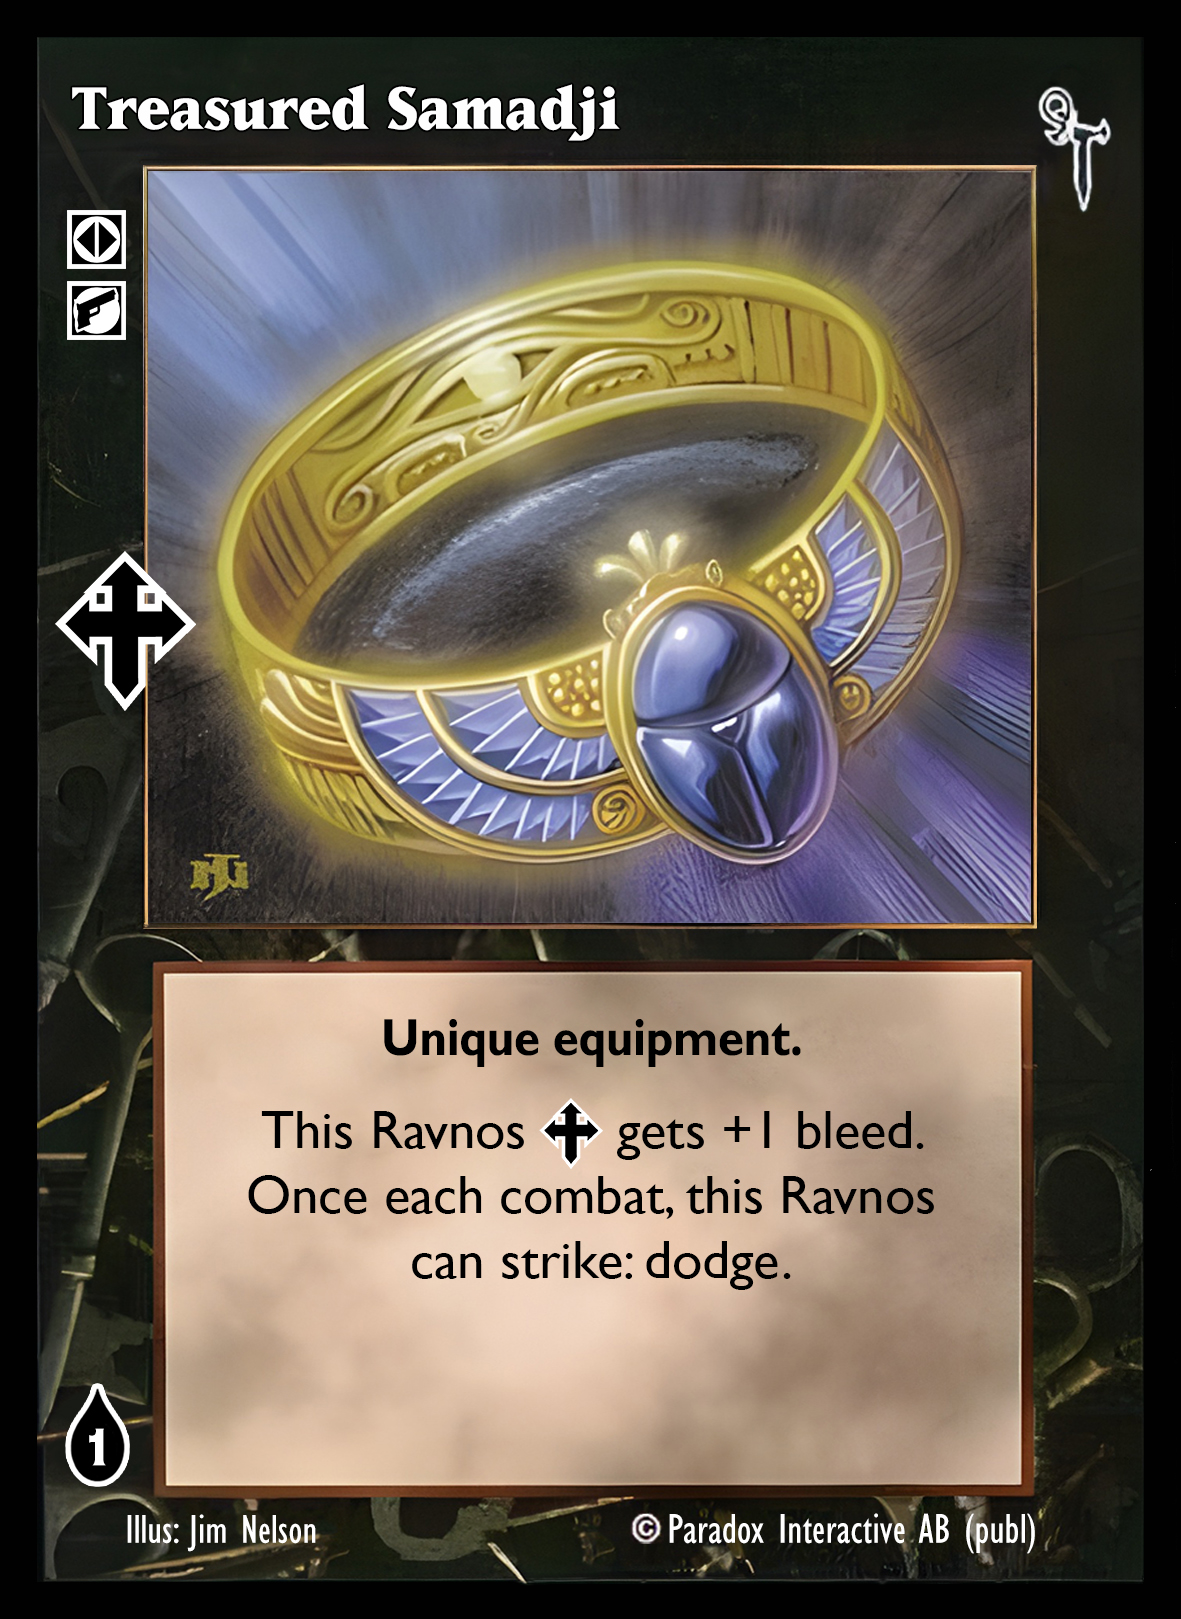 Treasured Samadji
Unique equipment.
This Ravnos gets +1 bleed.
Once each combat, this Ravnos
can strike: dodge.
1
Illus: Jim Nelson
© Paradox Interactive AB (publ)